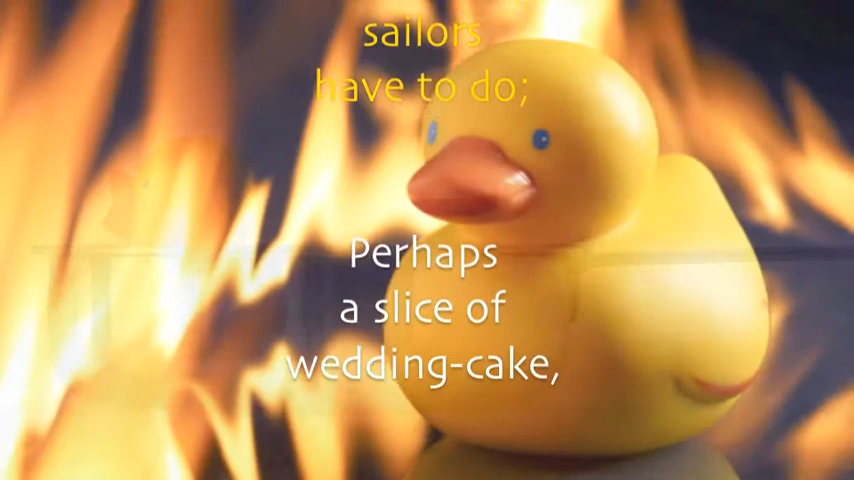 sailors
have to do;
Perhaps
a slice of
wedding-cake,